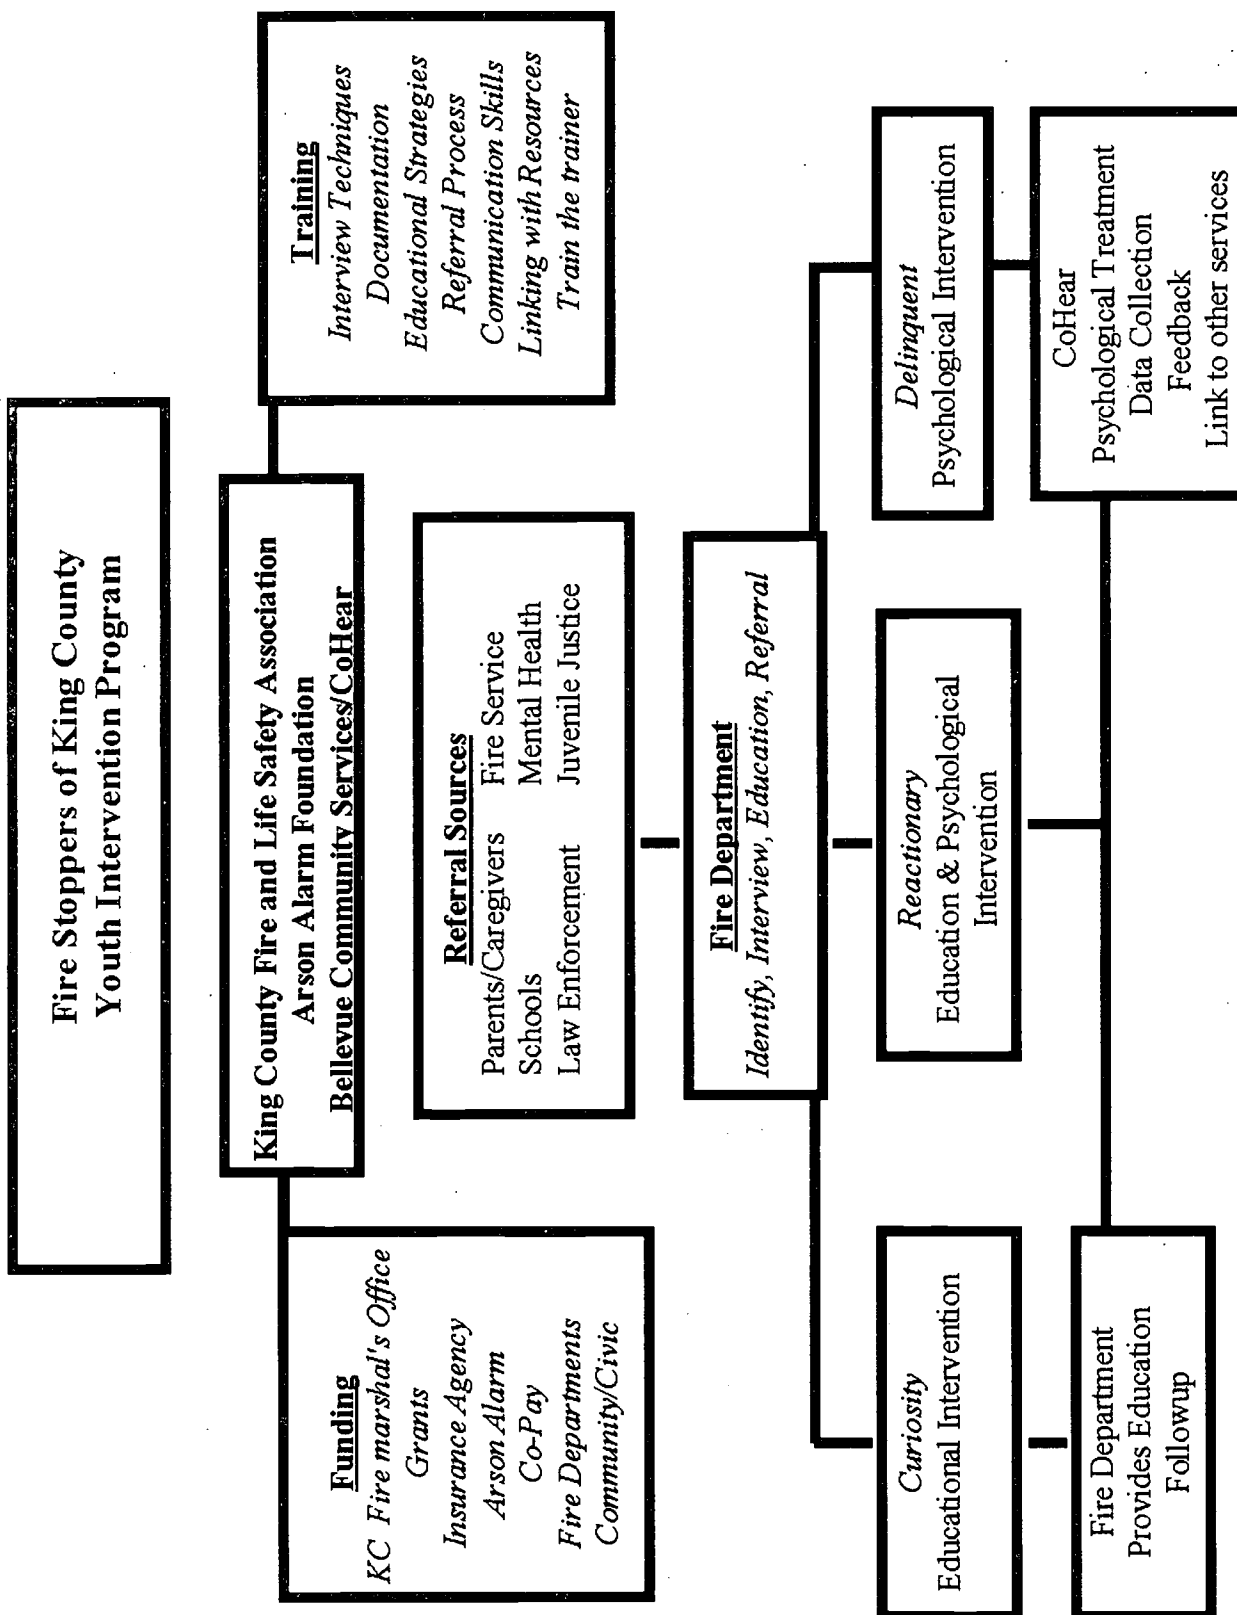 Fire Stoppers of King County
Youth Intervention Program
King County Fire and Life Safety Association
Arson Alarm Foundation
Bellevue Community Services/CoHear
Funding
KC Fire marshal's Office
Grants
Insurance Agency
Arson Alarm
Co-Pay
Fire Departments
Community/Civic
Training
Interview Techniques
Documentation
Educational Strategies
Referral Process
Communication Skills
Linking with Resources
Train the trainer
Referral Sources
Parents/Caregivers Fire Service
Schools Mental Health
Law Enforcement Juvenile Justice
Fire Department
Identify, Interview, Education, Referral
Curiosity
Educational Intervention
Reactionary
Education & Psychological
Intervention
Delinquent
Psychological Intervention
Fire Department
Provides Education
Followup
CoHear
Psychological Treatment
Data Collection
Feedback
Link to other services